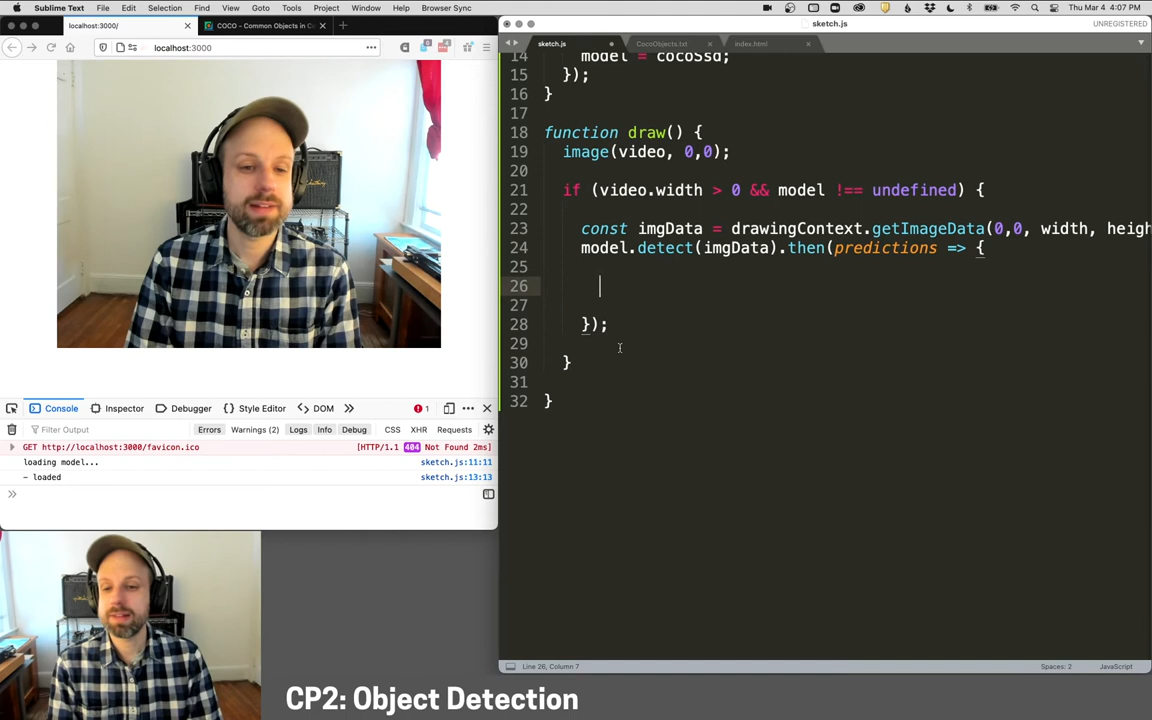 Sublime Text File Edit Selection Find View Goto Tools Project Window Help Browser Sync Thu Mar 4 4:07 PM
localhost:3000/ × COCO - Common Objects in C × +
localhost:3000 •••
sketch.js UNREGISTERED
sketch.js CocoObjects.txt × index.html ×
14 model = cocoSsd;
15 });
16 }
17
18 function draw() {
19 image(video, 0,0);
20
21 if (video.width > 0 && model !== undefined) {
22
23 const imgData = drawingContext.getImageData(0,0, width, heigh
24 model.detect(imgData).then(predictions => {
25
26
27
28 });
29
30 }
31
32 }
Console Inspector Debugger Style Editor DOM 1
Filter Output Errors Warnings (2) Logs Info Debug CSS XHR Requests
GET http://localhost:3000/favicon.ico [HTTP/1.1 404 Not Found 2ms]
loading model... sketch.js:11:11
- loaded sketch.js:13:13
Line 26, Column 7 Spaces: 2 JavaScript
CP2: Object Detection